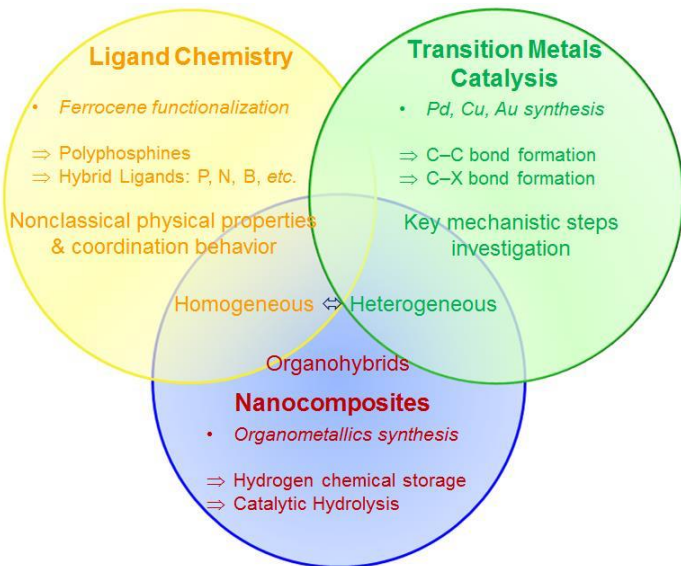 Ligand Chemistry
• Ferrocene functionalization
⇒ Polyphosphines
⇒ Hybrid Ligands: P, N, B, etc.
Nonclassical physical properties
& coordination behavior
Transition Metals
Catalysis
• Pd, Cu, Au synthesis
⇒ C–C bond formation
⇒ C–X bond formation
Key mechanistic steps
investigation
Homogeneous ⬄ Heterogeneous
Organohybrids
Nanocomposites
• Organometallics synthesis
⇒ Hydrogen chemical storage
⇒ Catalytic Hydrolysis